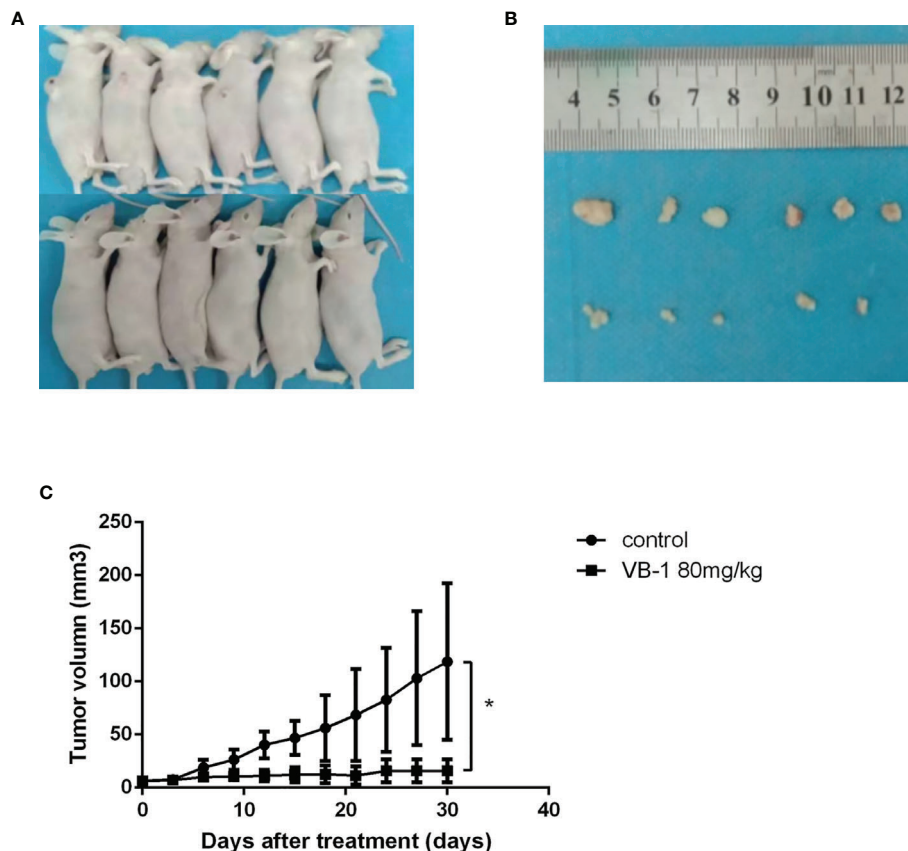 A
B
mm
4 5 6 7 8 9 10 11 12
C
250
200
150
100
50
0
Tumor volumn (mm3)
0 10 20 30 40
Days after treatment (days)
control
VB-1 80mg/kg
*